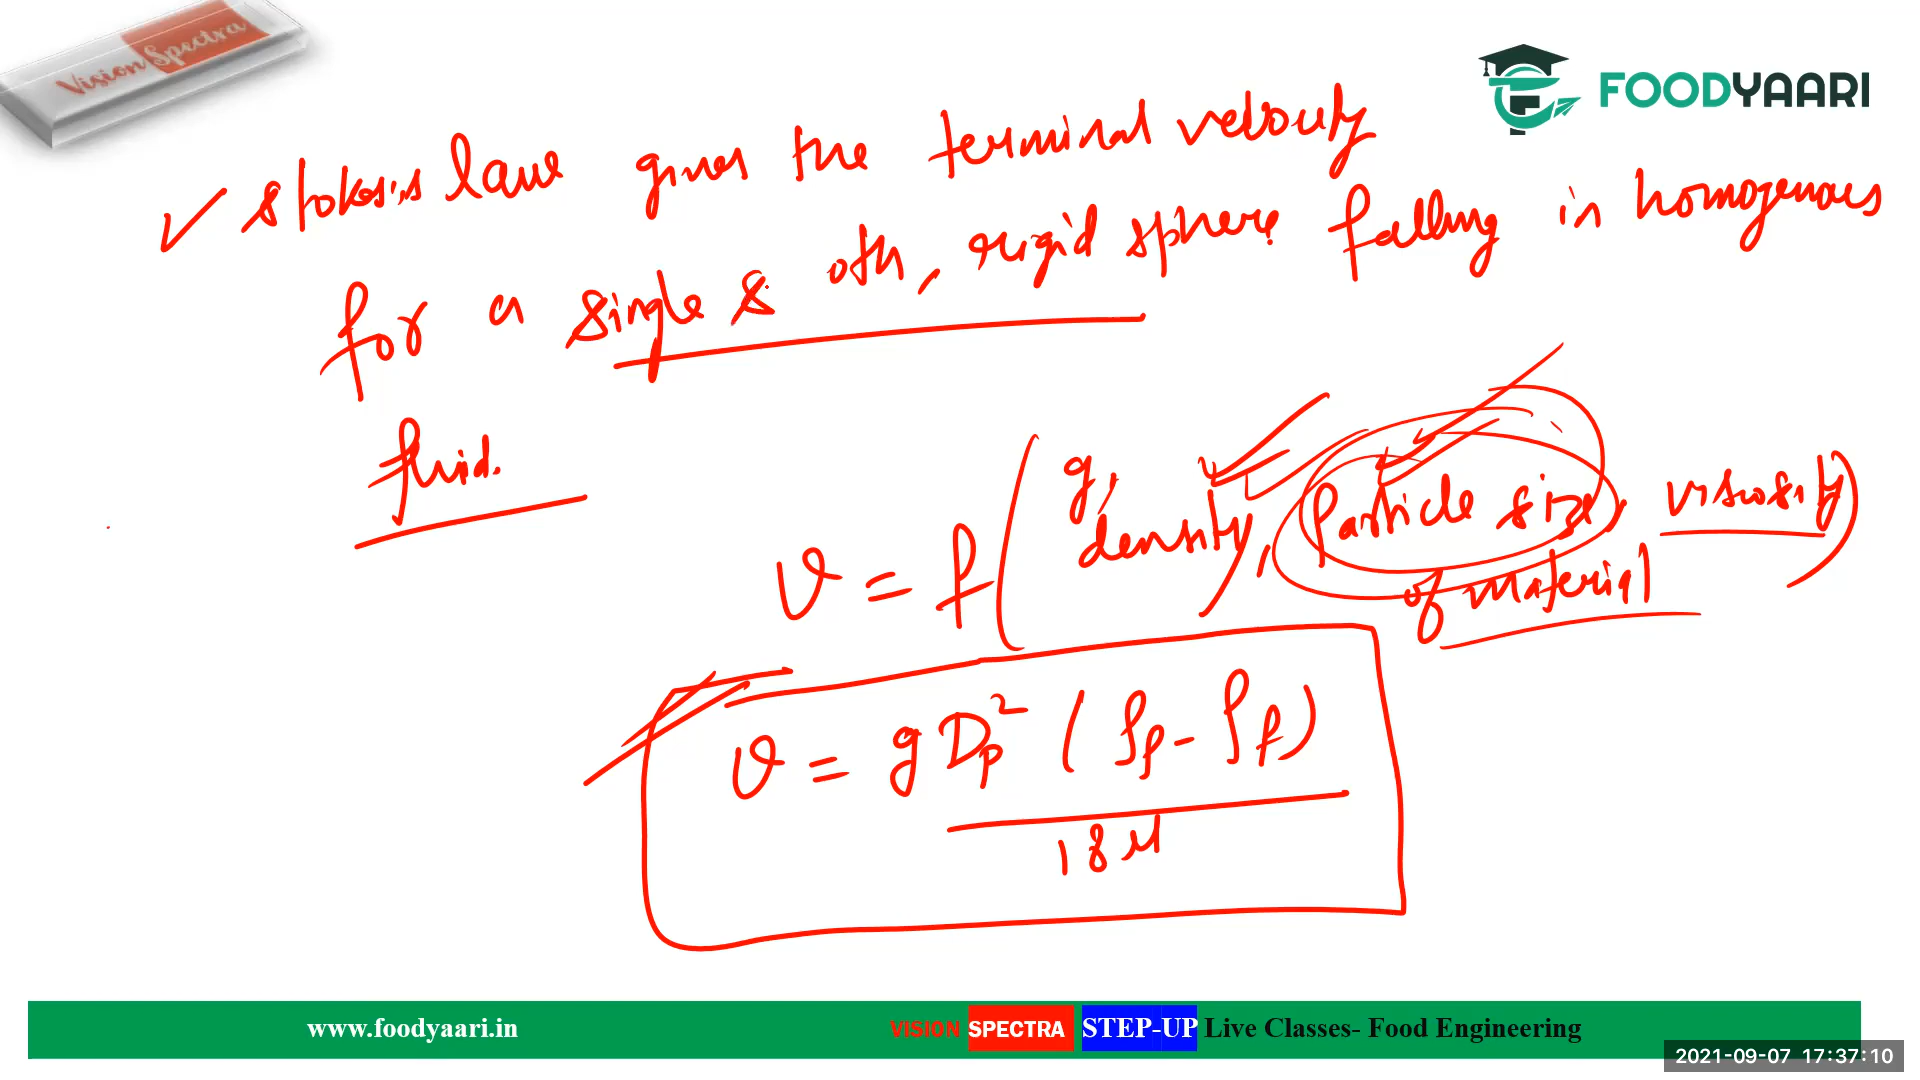 Vision Spectra
FOODYAARI
Stokes's law gives the terminal velocity
for a single & oth, rigid sphere falling in homogenous
fluid.
v = f ( g, density, Particle size of material, viscosity )
v = g Dp² ( ρp - ρf )
18 μ
www.foodyaari.in
VISION SPECTRA STEP-UP Live Classes- Food Engineering
2021-09-07 17:37:10